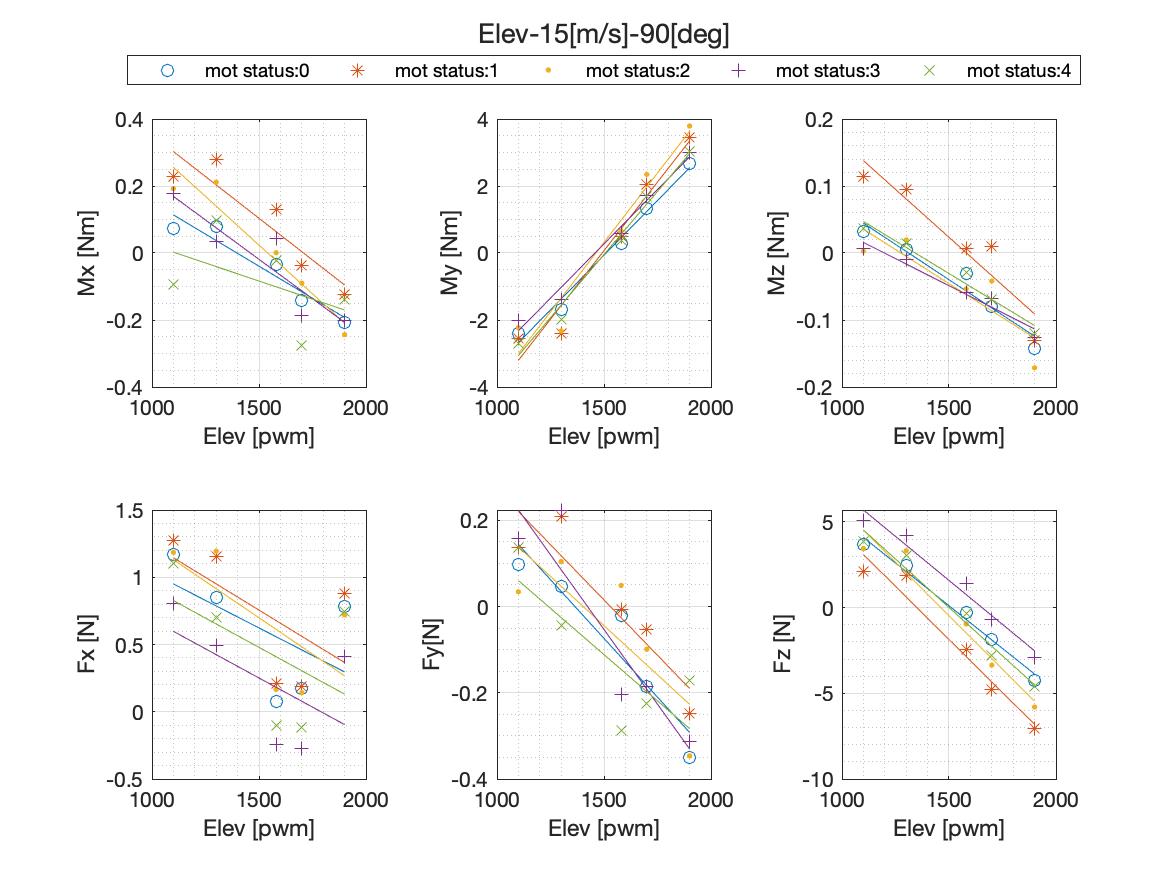 Elev-15[m/s]-90[deg]
mot status:0 mot status:1 mot status:2 mot status:3 mot status:4
0.4
0.2
0
-0.2
-0.4
1000 1500 2000
Mx [Nm]
Elev [pwm]
4
2
0
-2
-4
1000 1500 2000
My [Nm]
Elev [pwm]
0.2
0.1
0
-0.1
-0.2
1000 1500 2000
Mz [Nm]
Elev [pwm]
1.5
1
0.5
0
-0.5
1000 1500 2000
Fx [N]
Elev [pwm]
0.2
0
-0.2
-0.4
1000 1500 2000
Fy[N]
Elev [pwm]
5
0
-5
-10
1000 1500 2000
Fz [N]
Elev [pwm]